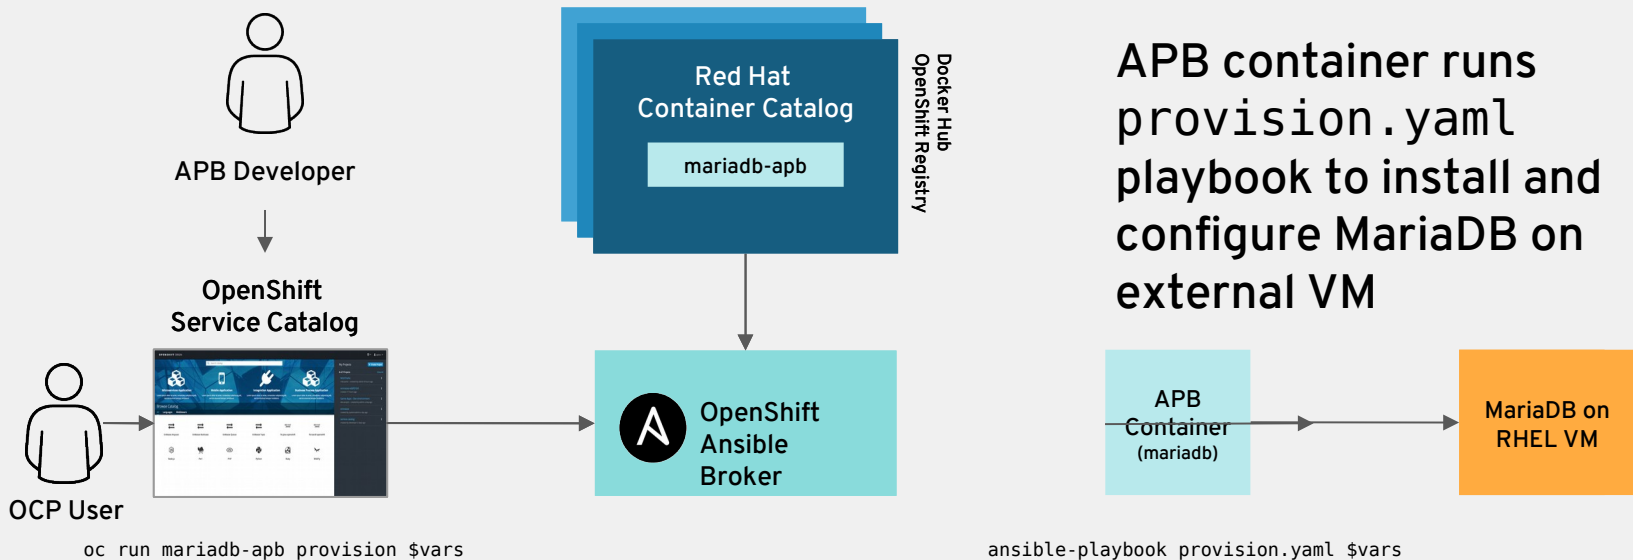 APB Developer
OpenShift
Service Catalog
OCP User
oc run mariadb-apb provision $vars
Red Hat
Container Catalog
mariadb-apb
Docker Hub
OpenShift Registry
OpenShift
Ansible
Broker
APB container runs
provision.yaml
playbook to install and
configure MariaDB on
external VM
APB
Container
(mariadb)
MariaDB on
RHEL VM
ansible-playbook provision.yaml $vars